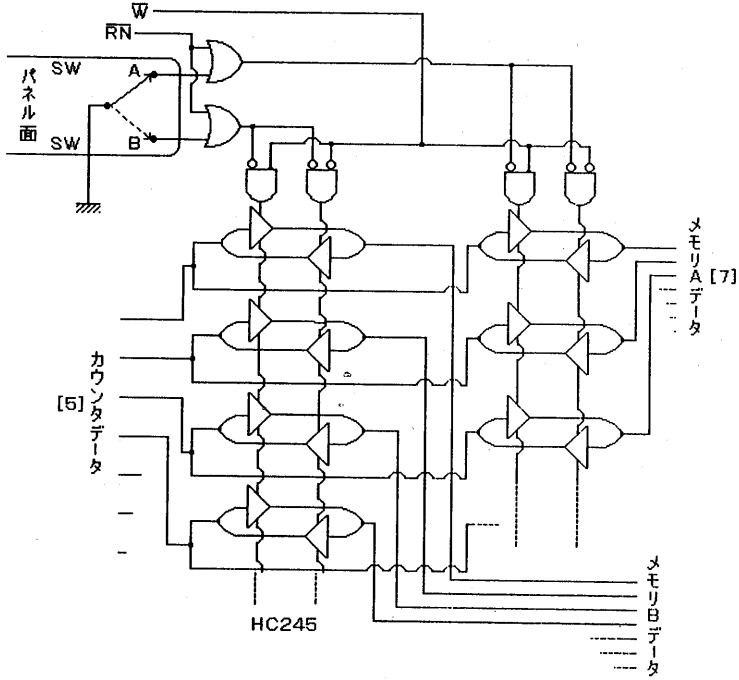 W
RN
SW
A
パネル面
SW
B
カウンタデータ
[5]
メモリAデータ
[7]
メモリBデータ
HC245